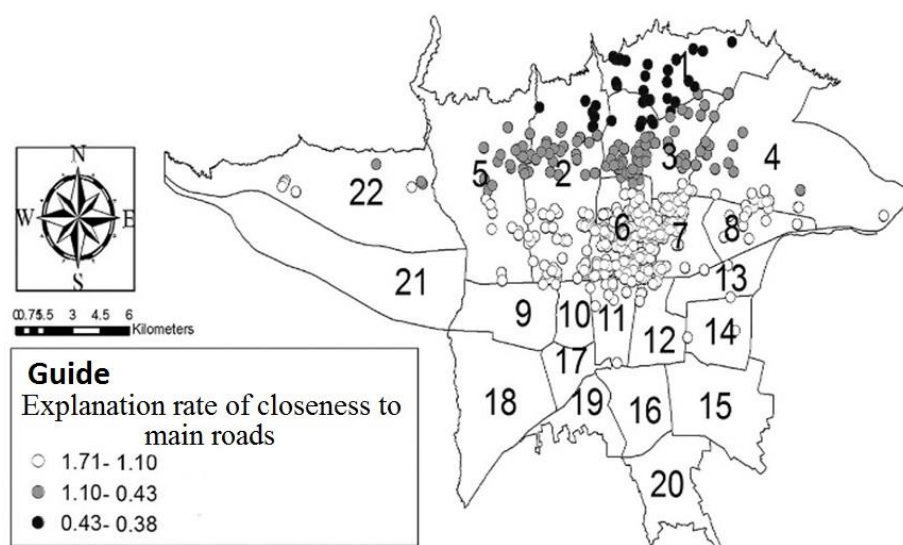 1
3
4
5
2
22
6
7
8
21
13
9
10
11
12
14
17
18
19
16
15
20
N
W
E
S
0 0.75 1.5 3 4.5 6
Kilometers
Guide
Explanation rate of closeness to
main roads
1.71- 1.10
1.10- 0.43
0.43- 0.38